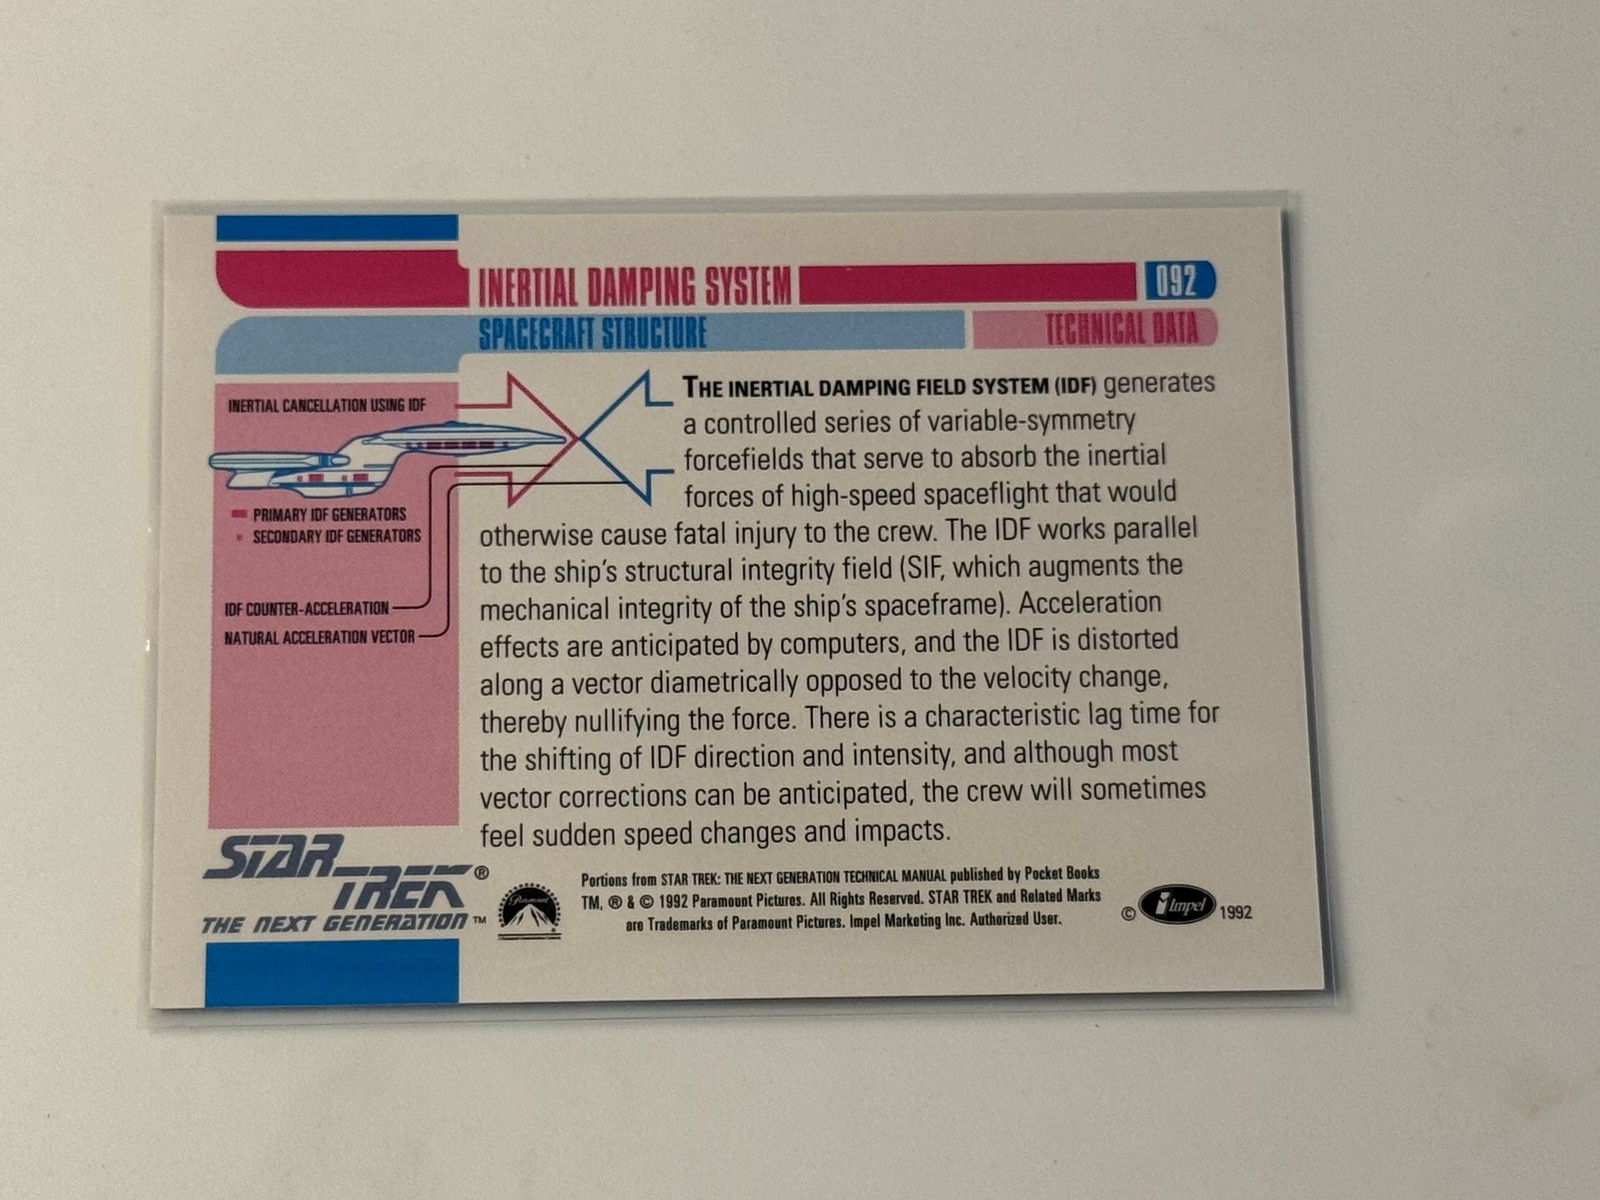 INERTIAL DAMPING SYSTEM 092
SPACECRAFT STRUCTURE TECHNICAL DATA
INERTIAL CANCELLATION USING IDF
PRIMARY IDF GENERATORS
SECONDARY IDF GENERATORS
IDF COUNTER-ACCELERATION
NATURAL ACCELERATION VECTOR
THE INERTIAL DAMPING FIELD SYSTEM (IDF) generates
a controlled series of variable-symmetry
forcefields that serve to absorb the inertial
forces of high-speed spaceflight that would
otherwise cause fatal injury to the crew. The IDF works parallel
to the ship's structural integrity field (SIF, which augments the
mechanical integrity of the ship's spaceframe). Acceleration
effects are anticipated by computers, and the IDF is distorted
along a vector diametrically opposed to the velocity change,
thereby nullifying the force. There is a characteristic lag time for
the shifting of IDF direction and intensity, and although most
vector corrections can be anticipated, the crew will sometimes
feel sudden speed changes and impacts.
STAR
TREK®
THE NEXT GENERATION™
Paramount
Portions from STAR TREK: THE NEXT GENERATION TECHNICAL MANUAL published by Pocket Books
TM, ® & © 1992 Paramount Pictures. All Rights Reserved. STAR TREK and Related Marks
are Trademarks of Paramount Pictures. Impel Marketing Inc. Authorized User.
© Impel 1992